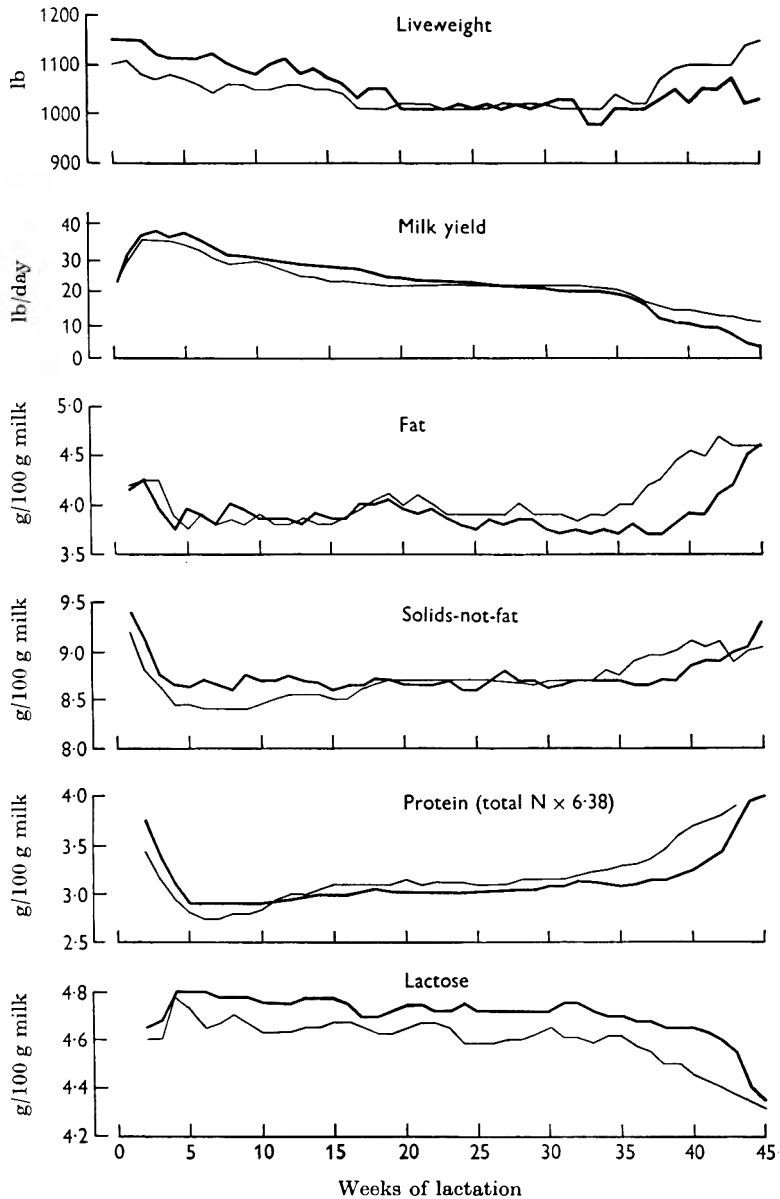 Liveweight
1200
1100
1000
900
lb
Milk yield
40
30
20
10
0
lb/day
Fat
5·0
4·5
4·0
3·5
g/100 g milk
Solids-not-fat
9·5
9·0
8·5
8·0
g/100 g milk
Protein (total N × 6·38)
4·0
3·5
3·0
2·5
g/100 g milk
Lactose
4·8
4·6
4·4
4·2
g/100 g milk
0 5 10 15 20 25 30 35 40 45
Weeks of lactation